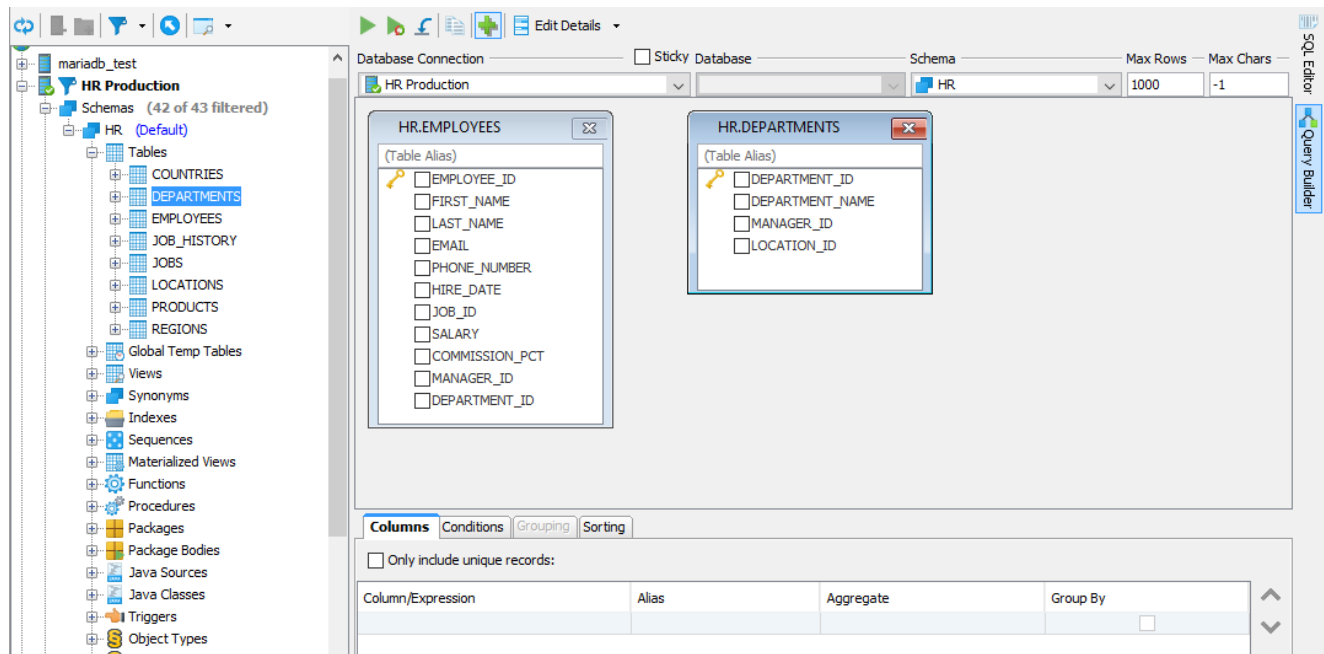 Edit Details
mariadb_test
HR Production
Schemas (42 of 43 filtered)
HR (Default)
Tables
COUNTRIES
DEPARTMENTS
EMPLOYEES
JOB_HISTORY
JOBS
LOCATIONS
PRODUCTS
REGIONS
Global Temp Tables
Views
Synonyms
Indexes
Sequences
Materialized Views
Functions
Procedures
Packages
Package Bodies
Java Sources
Java Classes
Triggers
Object Types
Database Connection Sticky Database Schema Max Rows Max Chars
HR Production HR 1000 -1
HR.EMPLOYEES
(Table Alias)
EMPLOYEE_ID
FIRST_NAME
LAST_NAME
EMAIL
PHONE_NUMBER
HIRE_DATE
JOB_ID
SALARY
COMMISSION_PCT
MANAGER_ID
DEPARTMENT_ID
HR.DEPARTMENTS
(Table Alias)
DEPARTMENT_ID
DEPARTMENT_NAME
MANAGER_ID
LOCATION_ID
Columns Conditions Grouping Sorting
Only include unique records:
Column/Expression Alias Aggregate Group By
SQL Editor
Query Builder